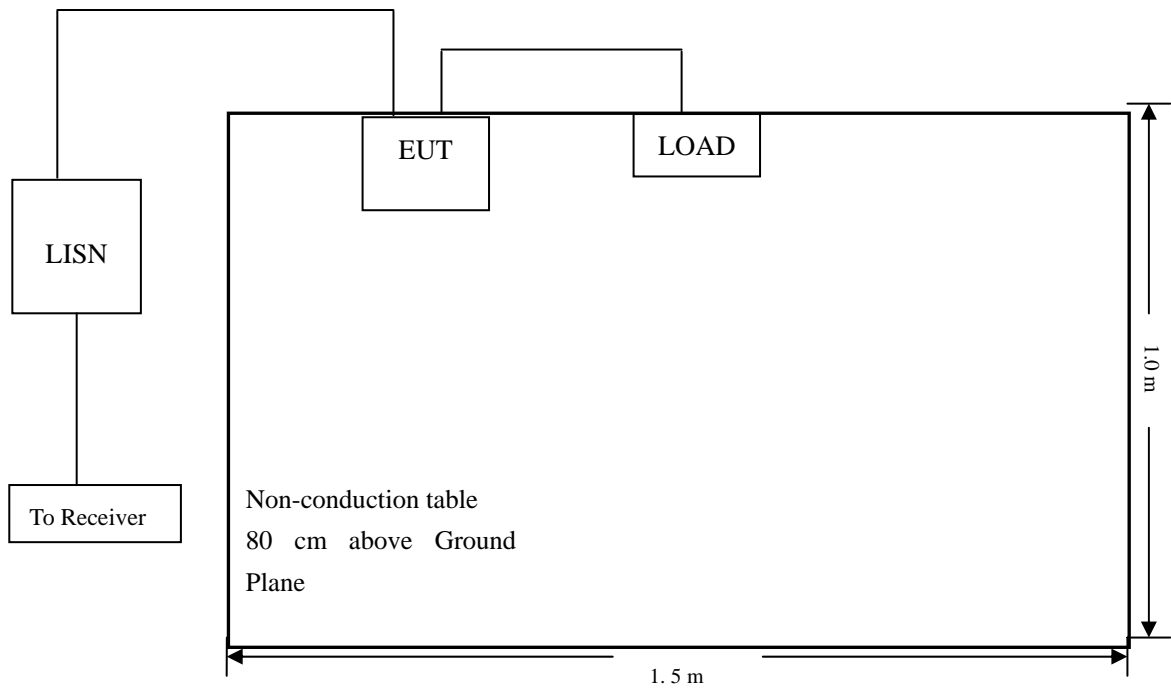 EUT
LOAD
LISN
1.0 m
Non-conduction table
80 cm above Ground
Plane
To Receiver
1. 5 m